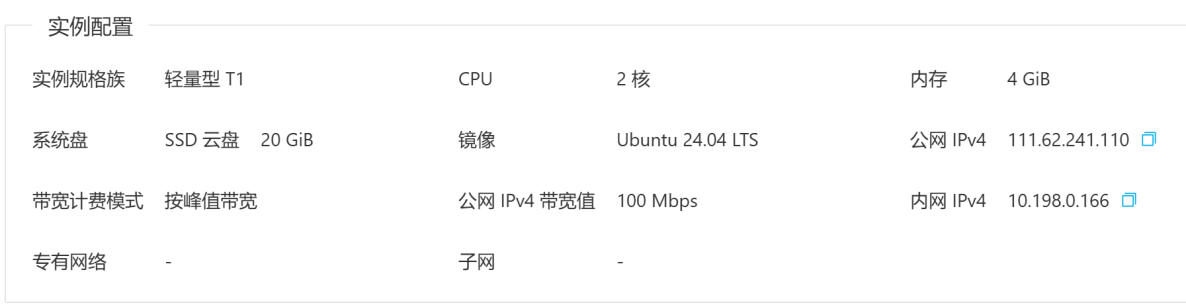 实例配置
实例规格族 轻量型 T1 CPU 2 核 内存 4 GiB
系统盘 SSD 云盘 20 GiB 镜像 Ubuntu 24.04 LTS 公网 IPv4 111.62.241.110
带宽计费模式 按峰值带宽 公网 IPv4 带宽值 100 Mbps 内网 IPv4 10.198.0.166
专有网络 - 子网 -